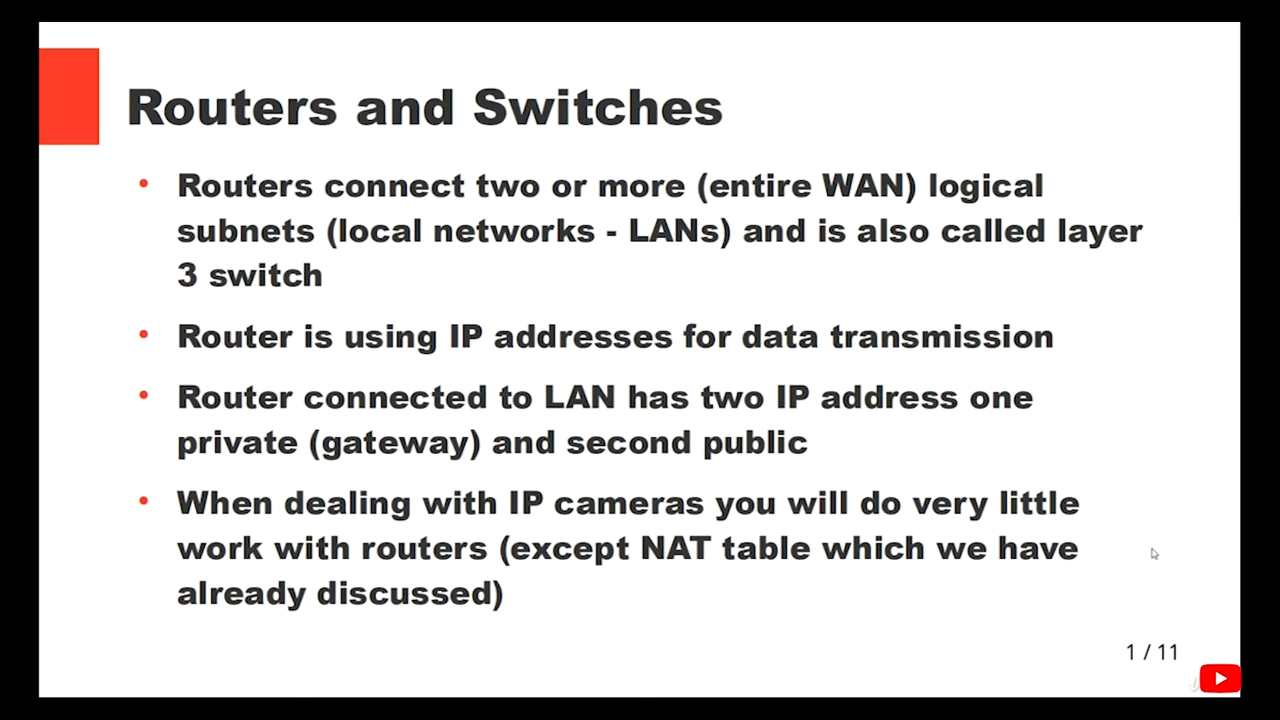 Routers and Switches
• Routers connect two or more (entire WAN) logical
subnets (local networks - LANs) and is also called layer
3 switch
• Router is using IP addresses for data transmission
• Router connected to LAN has two IP address one
private (gateway) and second public
• When dealing with IP cameras you will do very little
work with routers (except NAT table which we have
already discussed)
1 / 11